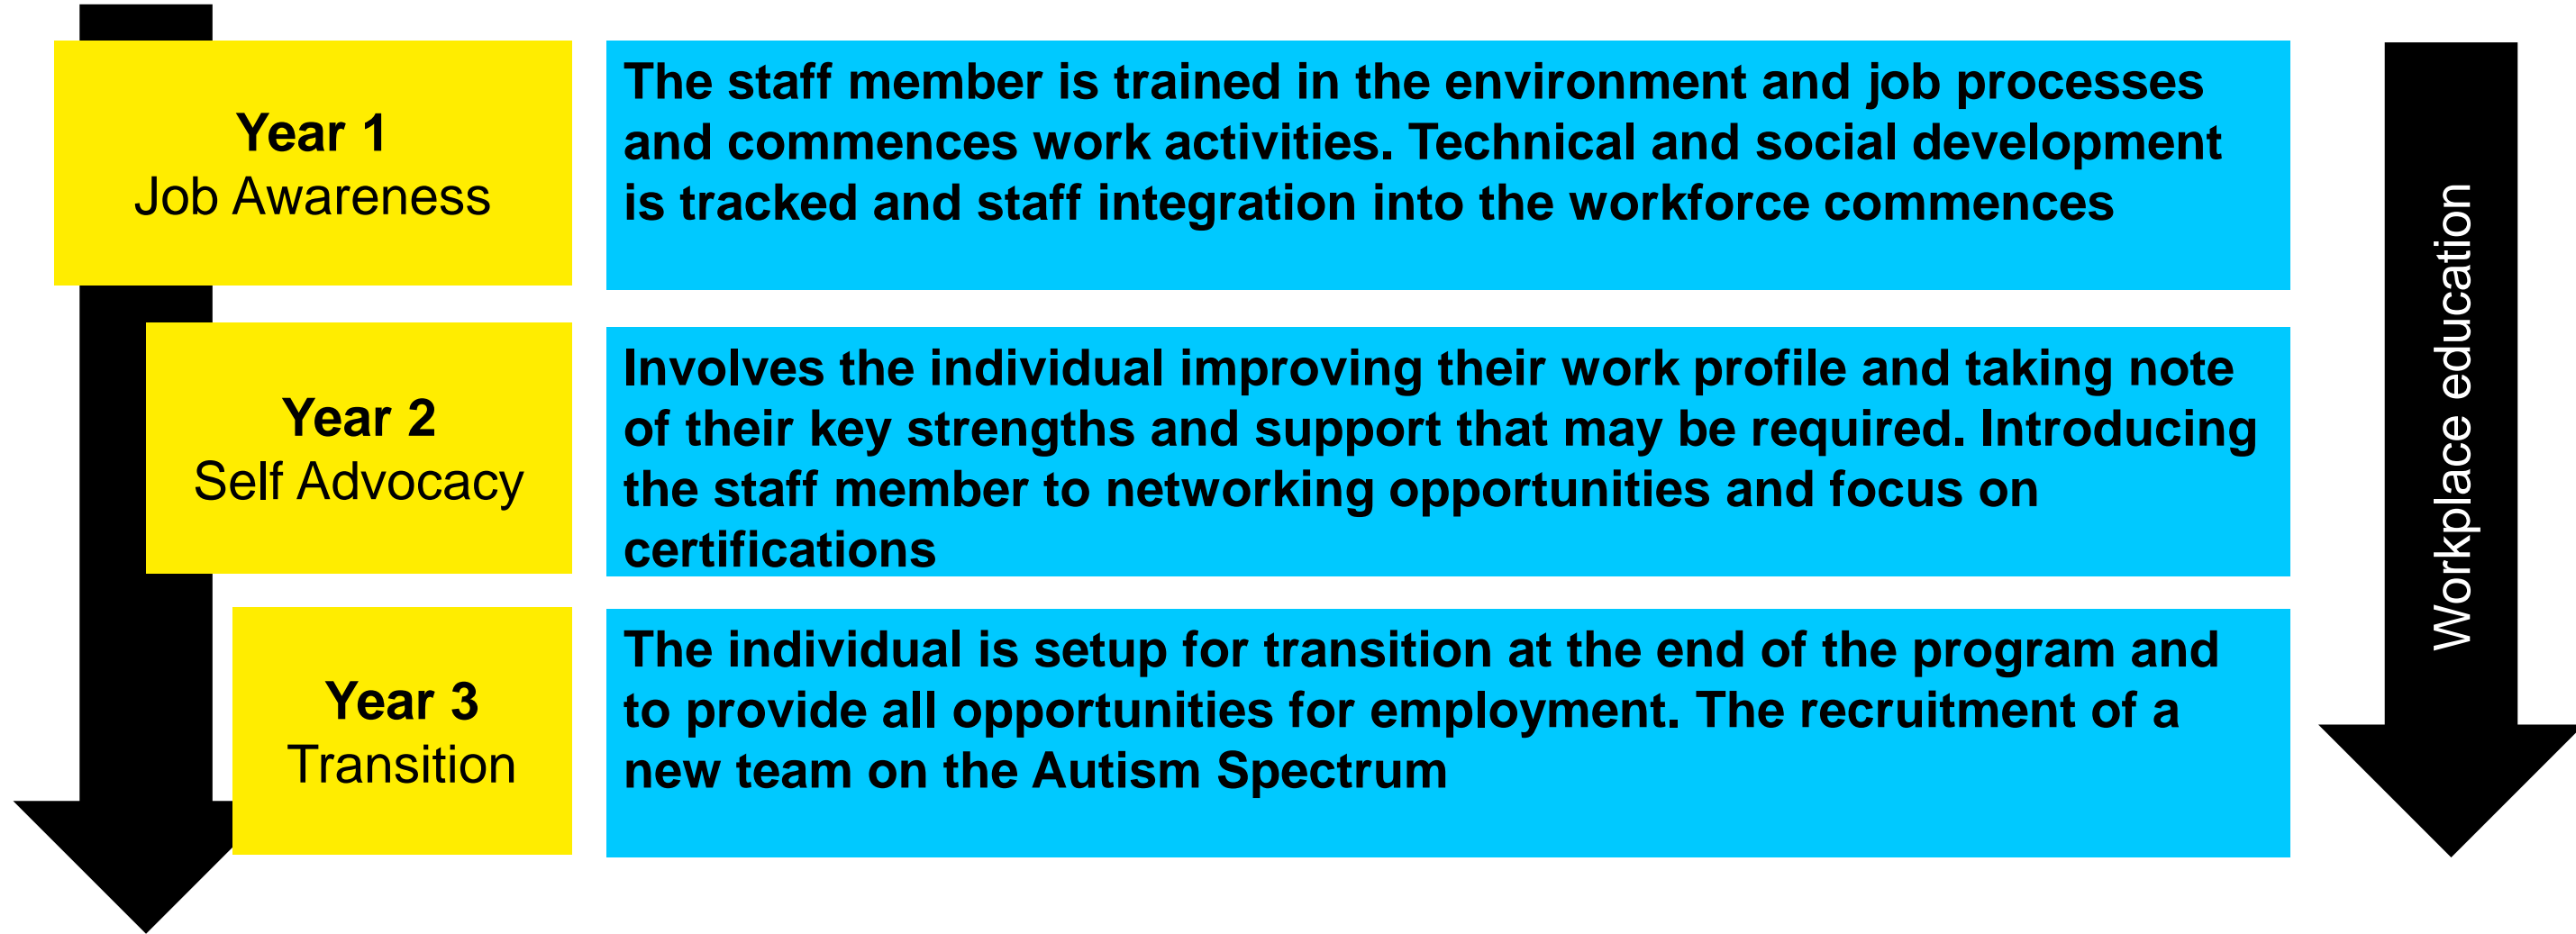 Year 1
Job Awareness
The staff member is trained in the environment and job processes
and commences work activities. Technical and social development
is tracked and staff integration into the workforce commences
Year 2
Self Advocacy
Involves the individual improving their work profile and taking note
of their key strengths and support that may be required. Introducing
the staff member to networking opportunities and focus on
certifications
Year 3
Transition
The individual is setup for transition at the end of the program and
to provide all opportunities for employment. The recruitment of a
new team on the Autism Spectrum
Workplace education